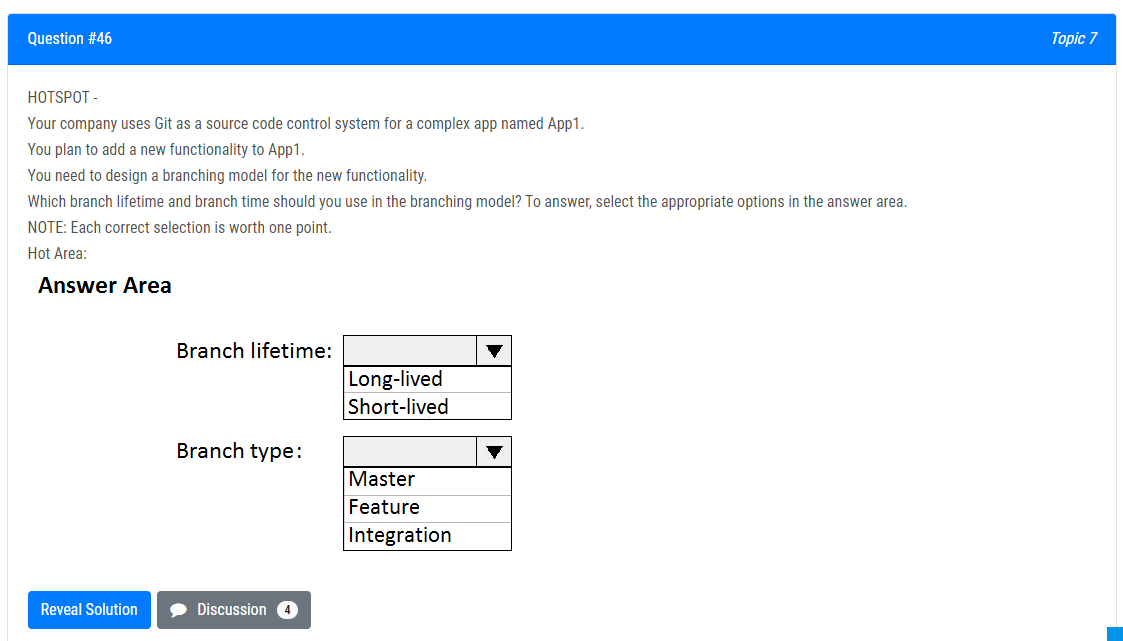 Question #46
Topic 7
HOTSPOT -
Your company uses Git as a source code control system for a complex app named App1.
You plan to add a new functionality to App1.
You need to design a branching model for the new functionality.
Which branch lifetime and branch time should you use in the branching model? To answer, select the appropriate options in the answer area.
NOTE: Each correct selection is worth one point.
Hot Area:
Answer Area
Branch lifetime:
Long-lived
Short-lived
Branch type:
Master
Feature
Integration
Reveal Solution
Discussion 4